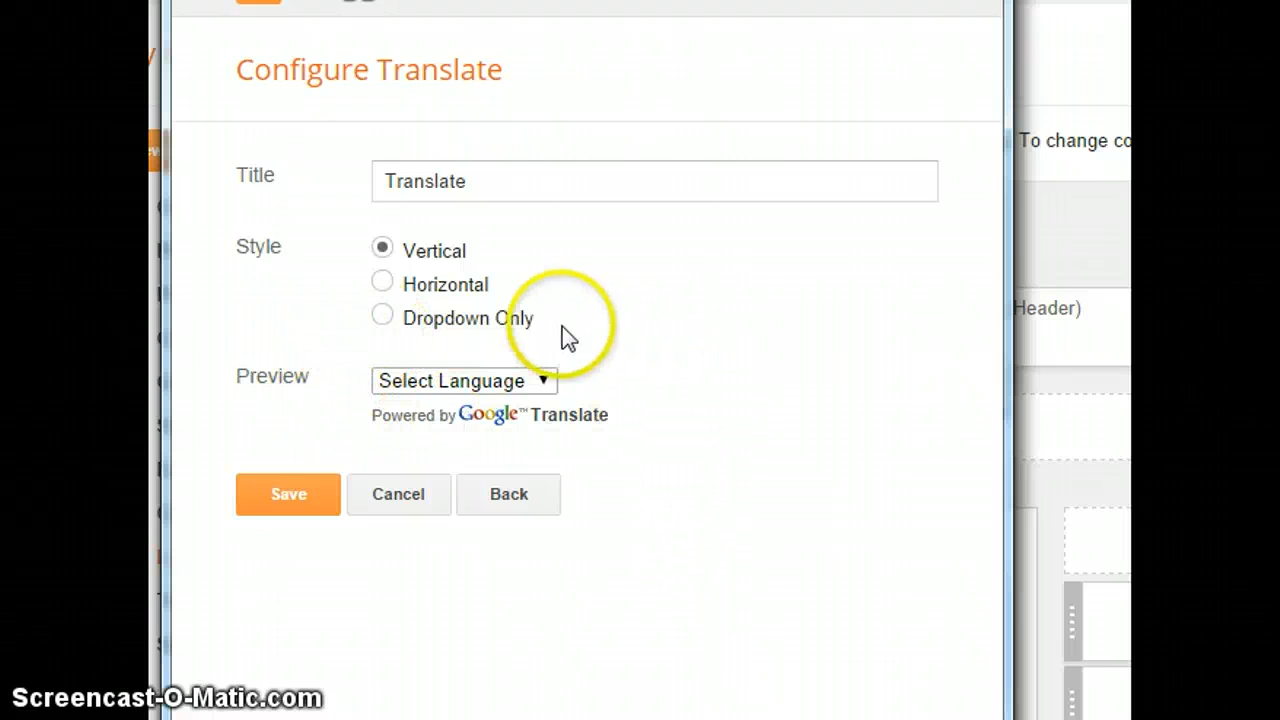 Configure Translate
To change co
Title
Translate
Style
Vertical
Horizontal
Header)
Dropdown Only
Preview
Select Language
Powered by Google™ Translate
Save
Cancel
Back
Screencast-O-Matic.com